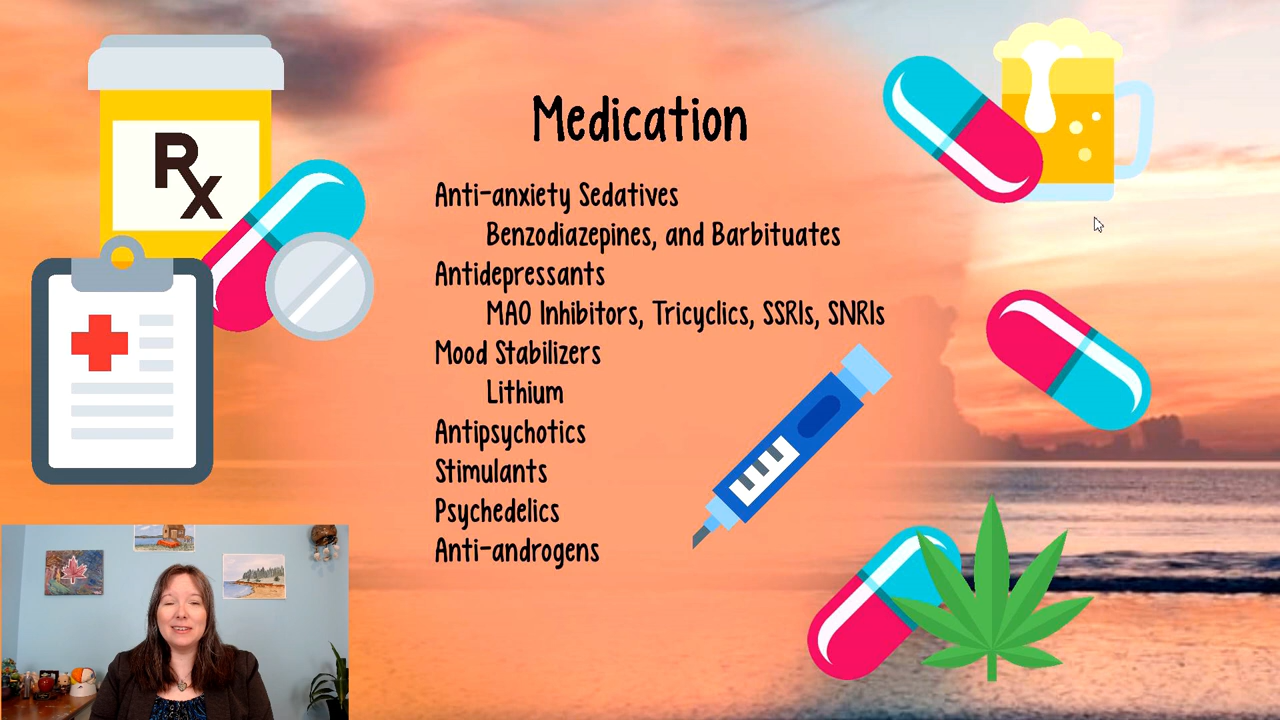 Medication
Anti-anxiety Sedatives
Benzodiazepines, and Barbituates
Antidepressants
MAO Inhibitors, Tricyclics, SSRIs, SNRIs
Mood Stabilizers
Lithium
Antipsychotics
Stimulants
Psychedelics
Anti-androgens
Rx